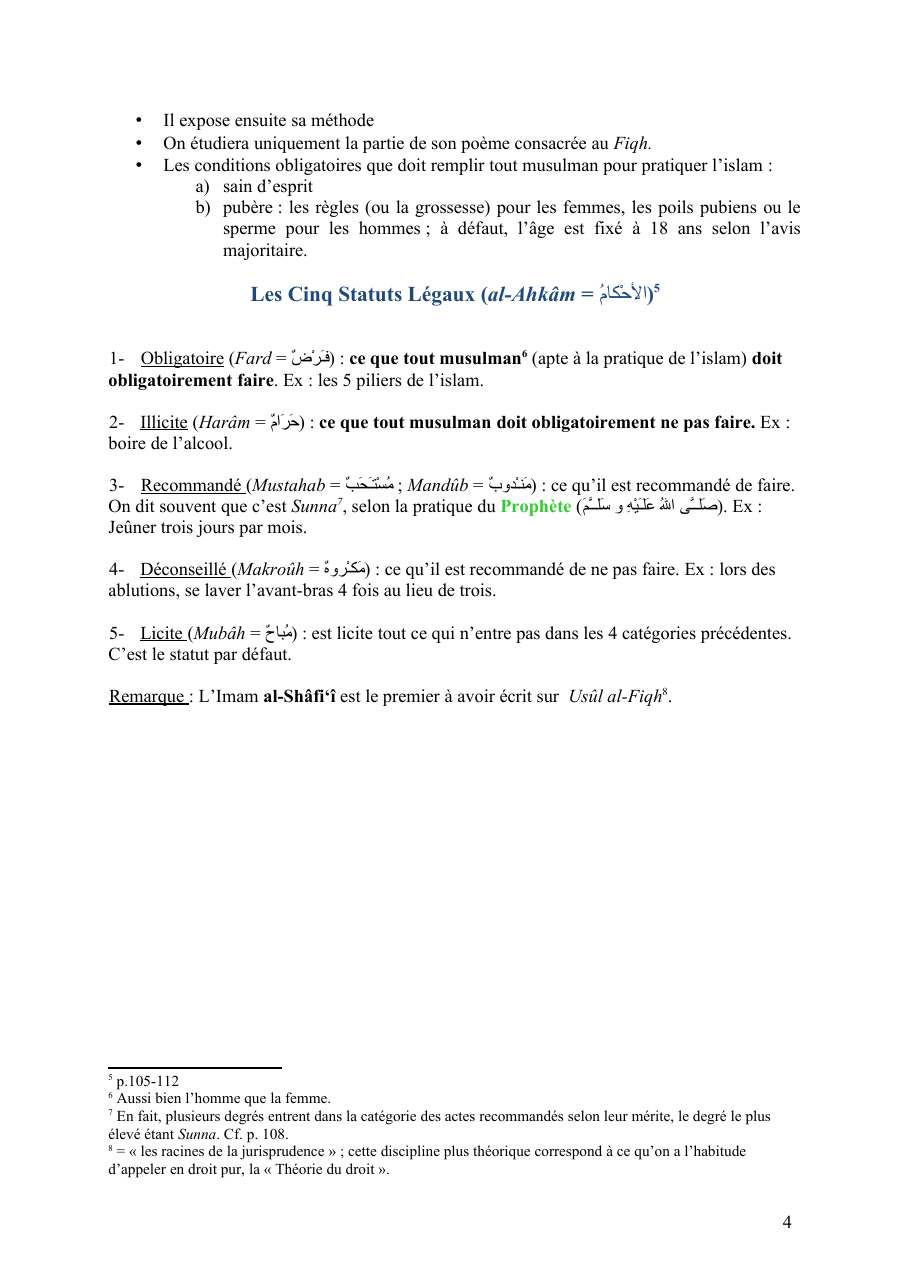 • Il expose ensuite sa méthode
• On étudiera uniquement la partie de son poème consacrée au Fiqh.
• Les conditions obligatoires que doit remplir tout musulman pour pratiquer l’islam :
a) sain d’esprit
b) pubère : les règles (ou la grossesse) pour les femmes, les poils pubiens ou le
sperme pour les hommes ; à défaut, l’âge est fixé à 18 ans selon l’avis
majoritaire.
Les Cinq Statuts Légaux (al-Ahkâm = الأَحْكامُ)5
1- Obligatoire (Fard = فَـرْضٌ) : ce que tout musulman6 (apte à la pratique de l’islam) doit
obligatoirement faire. Ex : les 5 piliers de l’islam.
2- Illicite (Harâm = حَرَامٌ) : ce que tout musulman doit obligatoirement ne pas faire. Ex :
boire de l’alcool.
3- Recommandé (Mustahab = مُسْتَـحَـبٌ ; Mandûb = مَنْـدوبٌ) : ce qu’il est recommandé de faire.
On dit souvent que c’est Sunna7, selon la pratique du Prophète (صَلَـــّى اللهُ عَلَـيْـهِ و سَلَــّـمَ). Ex :
Jeûner trois jours par mois.
4- Déconseillé (Makroûh = مَكْـروهٌ) : ce qu’il est recommandé de ne pas faire. Ex : lors des
ablutions, se laver l’avant-bras 4 fois au lieu de trois.
5- Licite (Mubâh = مُباحٌ) : est licite tout ce qui n’entre pas dans les 4 catégories précédentes.
C’est le statut par défaut.
Remarque : L’Imam al-Shâfi‘î est le premier à avoir écrit sur Usûl al-Fiqh8.
5 p.105-112
6 Aussi bien l’homme que la femme.
7 En fait, plusieurs degrés entrent dans la catégorie des actes recommandés selon leur mérite, le degré le plus
élevé étant Sunna. Cf. p. 108.
8 = « les racines de la jurisprudence » ; cette discipline plus théorique correspond à ce qu’on a l’habitude
d’appeler en droit pur, la « Théorie du droit ».
4